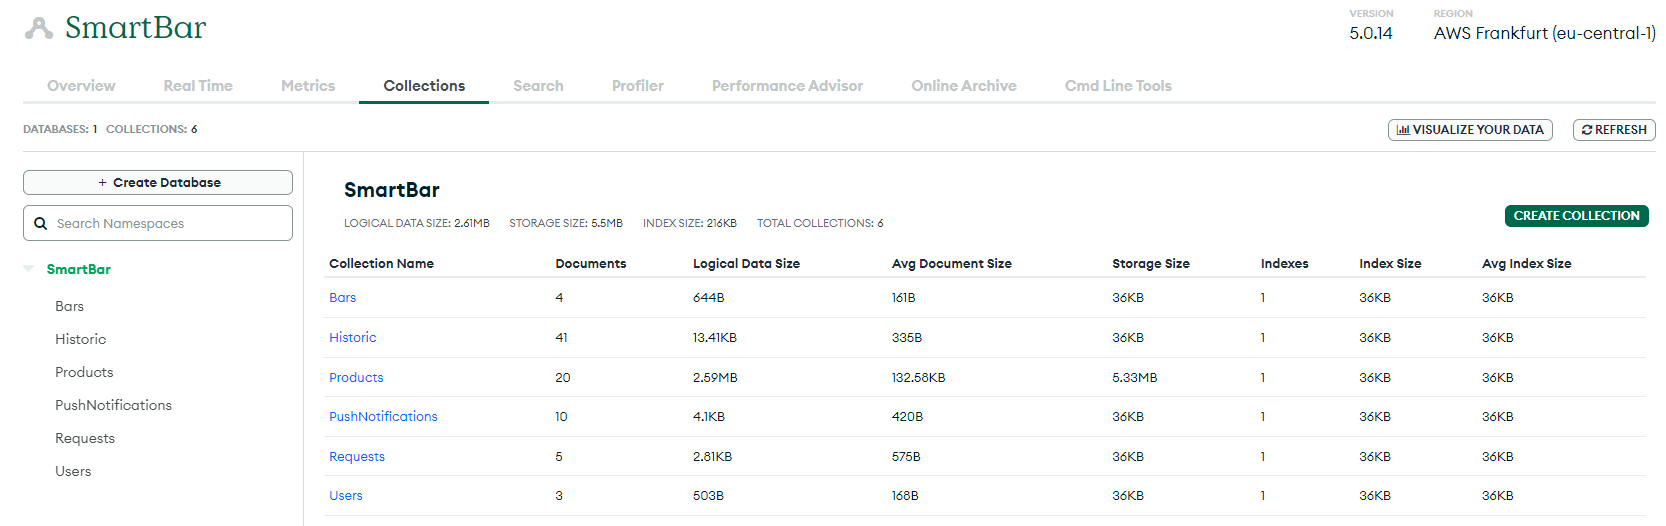 SmartBar
VERSION
5.0.14
REGION
AWS Frankfurt (eu-central-1)
Overview Real Time Metrics Collections Search Profiler Performance Advisor Online Archive Cmd Line Tools
DATABASES: 1 COLLECTIONS: 6
VISUALIZE YOUR DATA
REFRESH
+ Create Database
Search Namespaces
SmartBar
Bars
Historic
Products
PushNotifications
Requests
Users
SmartBar
LOGICAL DATA SIZE: 2.61MB STORAGE SIZE: 5.5MB INDEX SIZE: 216KB TOTAL COLLECTIONS: 6
CREATE COLLECTION
Collection Name Documents Logical Data Size Avg Document Size Storage Size Indexes Index Size Avg Index Size
Bars 4 644B 161B 36KB 1 36KB 36KB
Historic 41 13.41KB 335B 36KB 1 36KB 36KB
Products 20 2.59MB 132.58KB 5.33MB 1 36KB 36KB
PushNotifications 10 4.1KB 420B 36KB 1 36KB 36KB
Requests 5 2.81KB 575B 36KB 1 36KB 36KB
Users 3 503B 168B 36KB 1 36KB 36KB